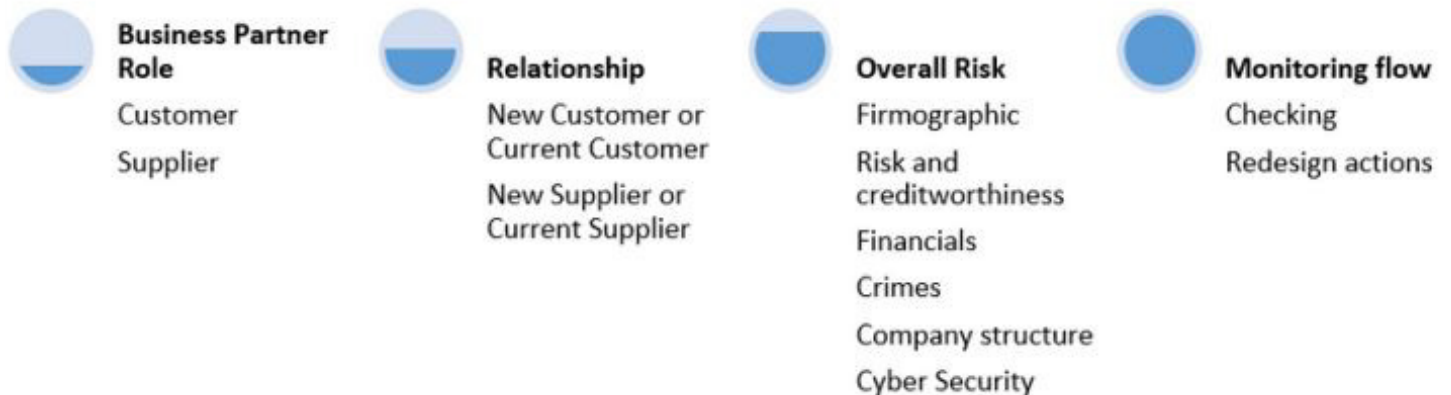 Business Partner
Role
Customer
Supplier
Relationship
New Customer or
Current Customer
New Supplier or
Current Supplier
Overall Risk
Firmographic
Risk and
creditworthiness
Financials
Crimes
Company structure
Cyber Security
Monitoring flow
Checking
Redesign actions